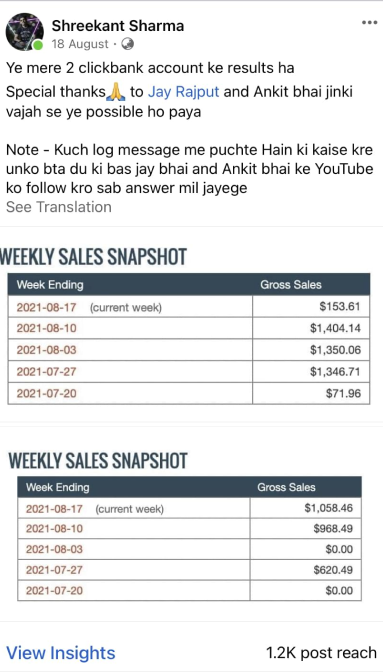 Shreekant Sharma
18 August
Ye mere 2 clickbank account ke results ha
Special thanks🙏 to Jay Rajput and Ankit bhai jinki
vajah se ye possible ho paya
Note - Kuch log message me puchte Hain ki kaise kre
unko bta du ki bas jay bhai and Ankit bhai ke YouTube
ko follow kro sab answer mil jayege
See Translation
WEEKLY SALES SNAPSHOT
Week Ending Gross Sales
2021-08-17 (current week) $153.61
2021-08-10 $1,404.14
2021-08-03 $1,350.06
2021-07-27 $1,346.71
2021-07-20 $71.96
WEEKLY SALES SNAPSHOT
Week Ending Gross Sales
2021-08-17 (current week) $1,058.46
2021-08-10 $968.49
2021-08-03 $0.00
2021-07-27 $620.49
2021-07-20 $0.00
View Insights 1.2K post reach